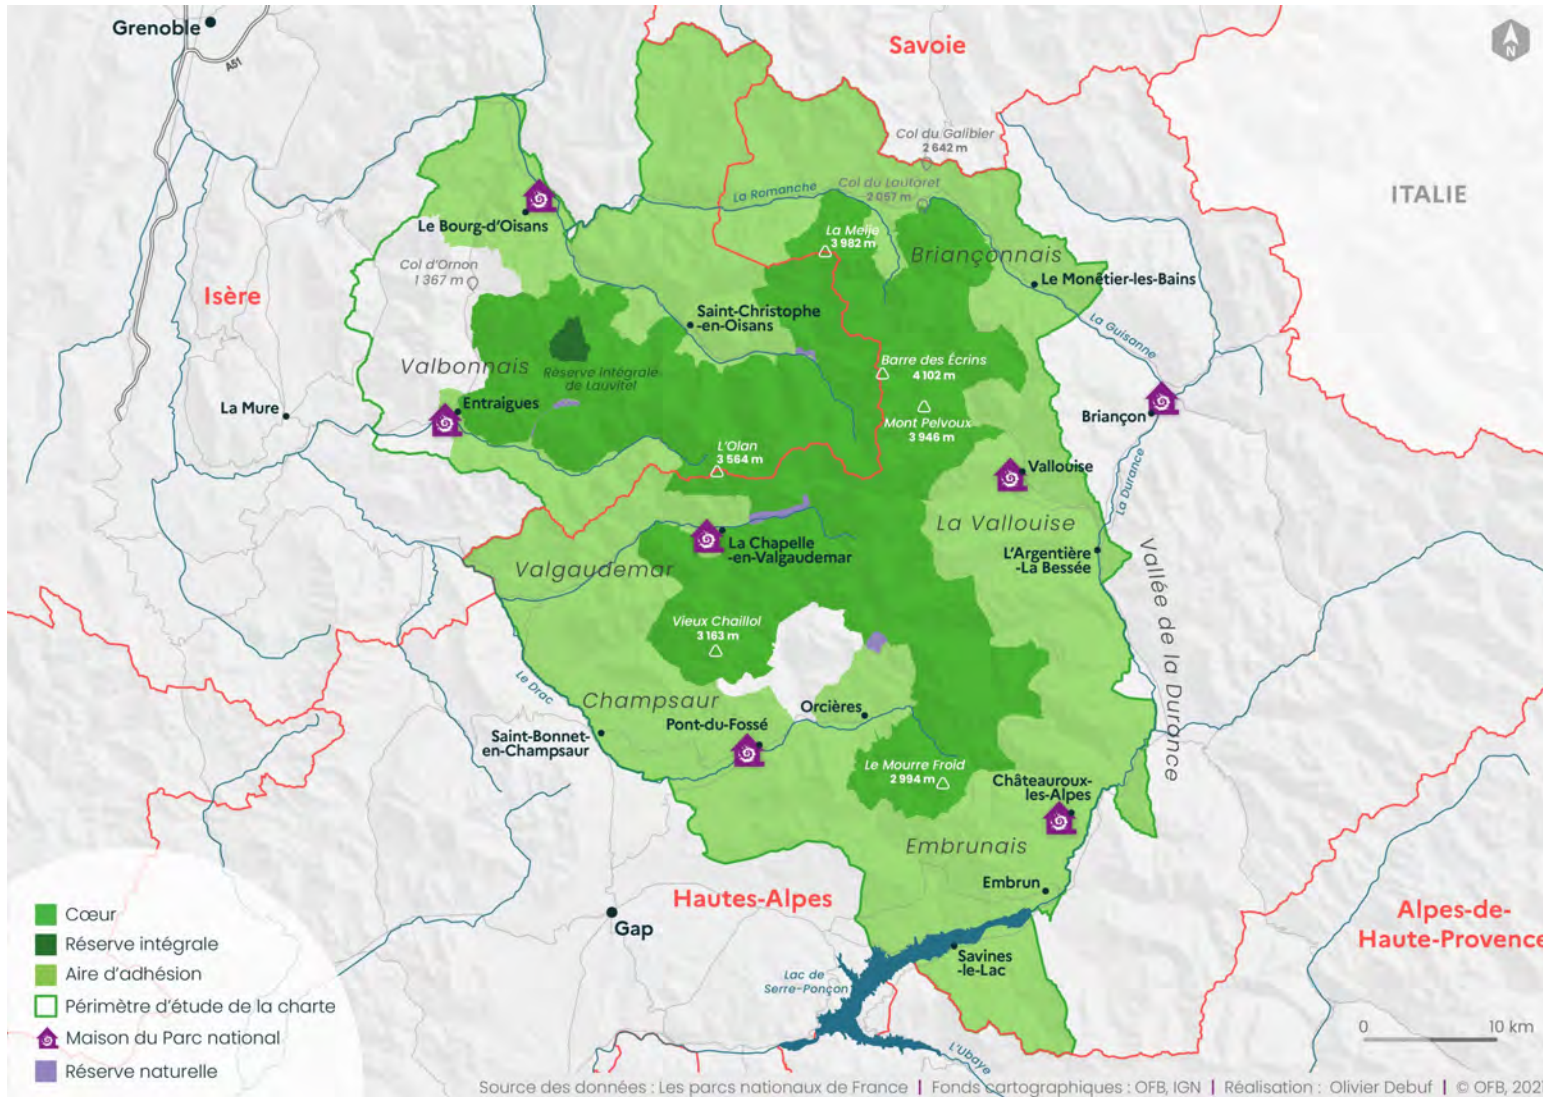 Grenoble
A51
Savoie
N
Col du Galibier
2 642 m
ITALIE
La Romanche
Col du Lautaret
2 057 m
Le Bourg-d'Oisans
La Meije
3 982 m
Briançonnais
Col d'Ornon
1 367 m
Le Monêtier-les-Bains
Isère
Saint-Christophe
-en-Oisans
La Guisanne
Valbonnais
Réserve intégrale
de Lauvitel
Barre des Écrins
4 102 m
La Mure
Entraigues
Briançon
Mont Pelvoux
3 946 m
L'Olan
3 564 m
Vallouise
La Durance
La Vallouise
La Chapelle
-en-Valgaudemar
L'Argentière
-La Bessée
Valgaudemar
Vallée de la Durance
Vieux Chaillol
3 163 m
Le Drac
Champsaur
Orcières
Pont-du-Fossé
Saint-Bonnet-
en-Champsaur
Le Mourre Froid
2 994 m
Châteauroux-
les-Alpes
Embrunais
Embrun
Hautes-Alpes
Gap
Alpes-de-
Haute-Provence
Savines
-le-Lac
Lac de
Serre-Ponçon
L'Ubaye
Cœur
Réserve intégrale
Aire d'adhésion
Périmètre d'étude de la charte
Maison du Parc national
Réserve naturelle
0 10 km
Source des données : Les parcs nationaux de France | Fonds cartographiques : OFB, IGN | Réalisation : Olivier Debuf | © OFB, 202